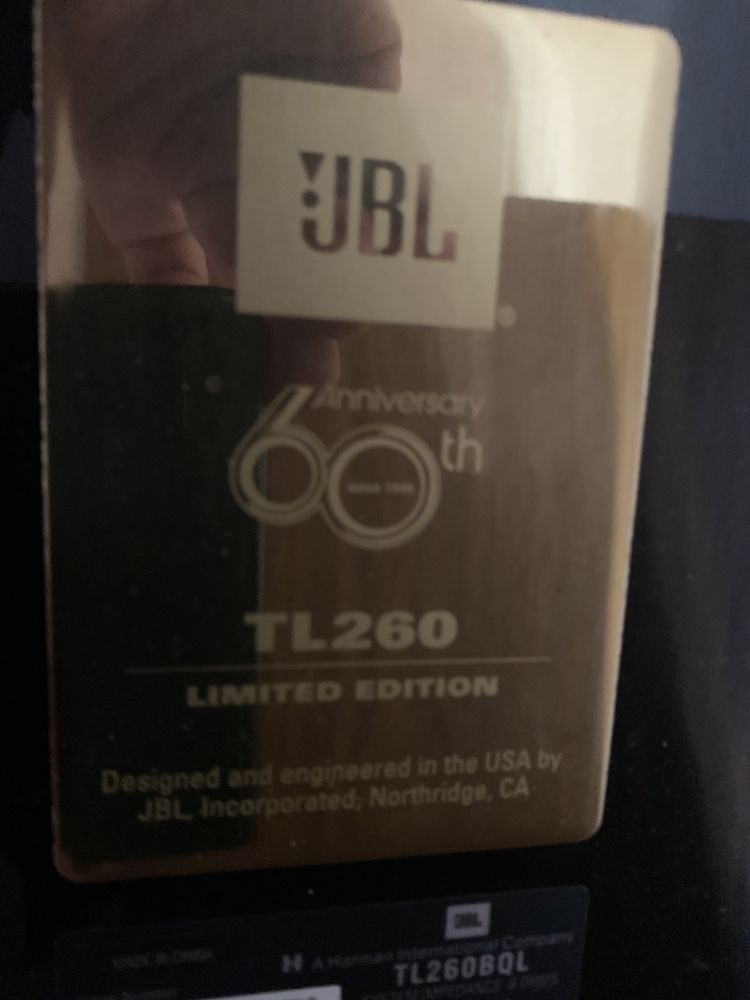 JBL
Anniversary
60th
TL260
LIMITED EDITION
Designed and engineered in the USA by
JBL, Incorporated, Northridge, CA
JBL
MADE IN CHINA
H A Harman International Company
TL260BQL